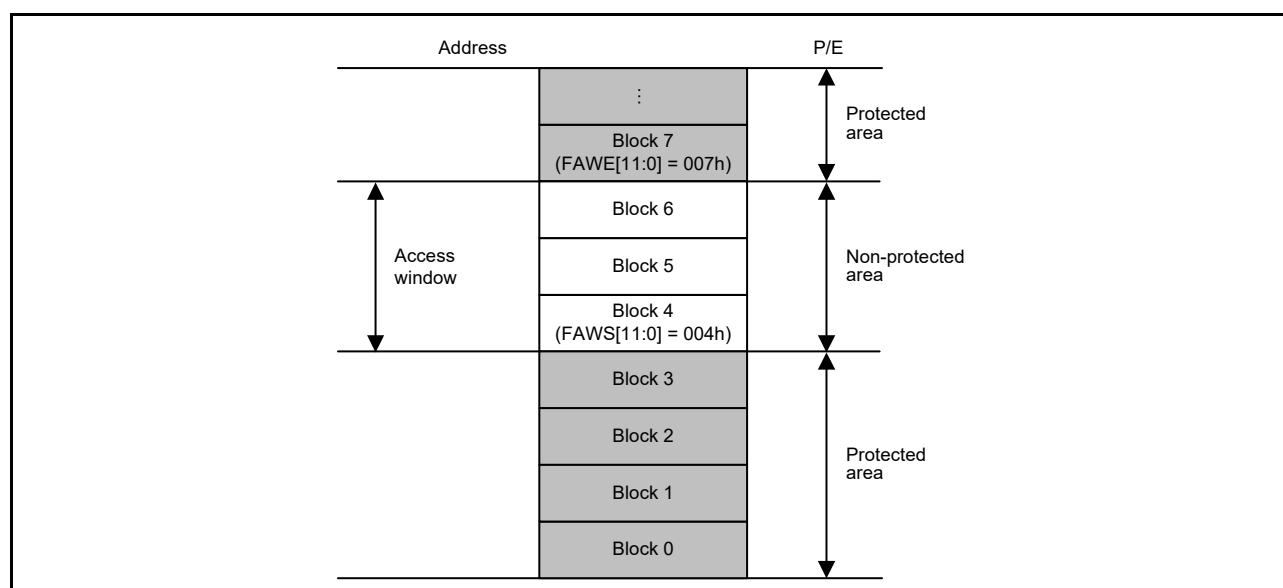 Address P/E
⋮
Protected
area
Block 7
(FAWE[11:0] = 007h)
Block 6
Access
window
Block 5
Non-protected
area
Block 4
(FAWS[11:0] = 004h)
Block 3
Block 2
Protected
area
Block 1
Block 0